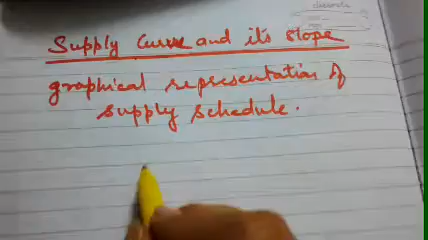 Supply Curve and its slope
graphical representation of
supply schedule.